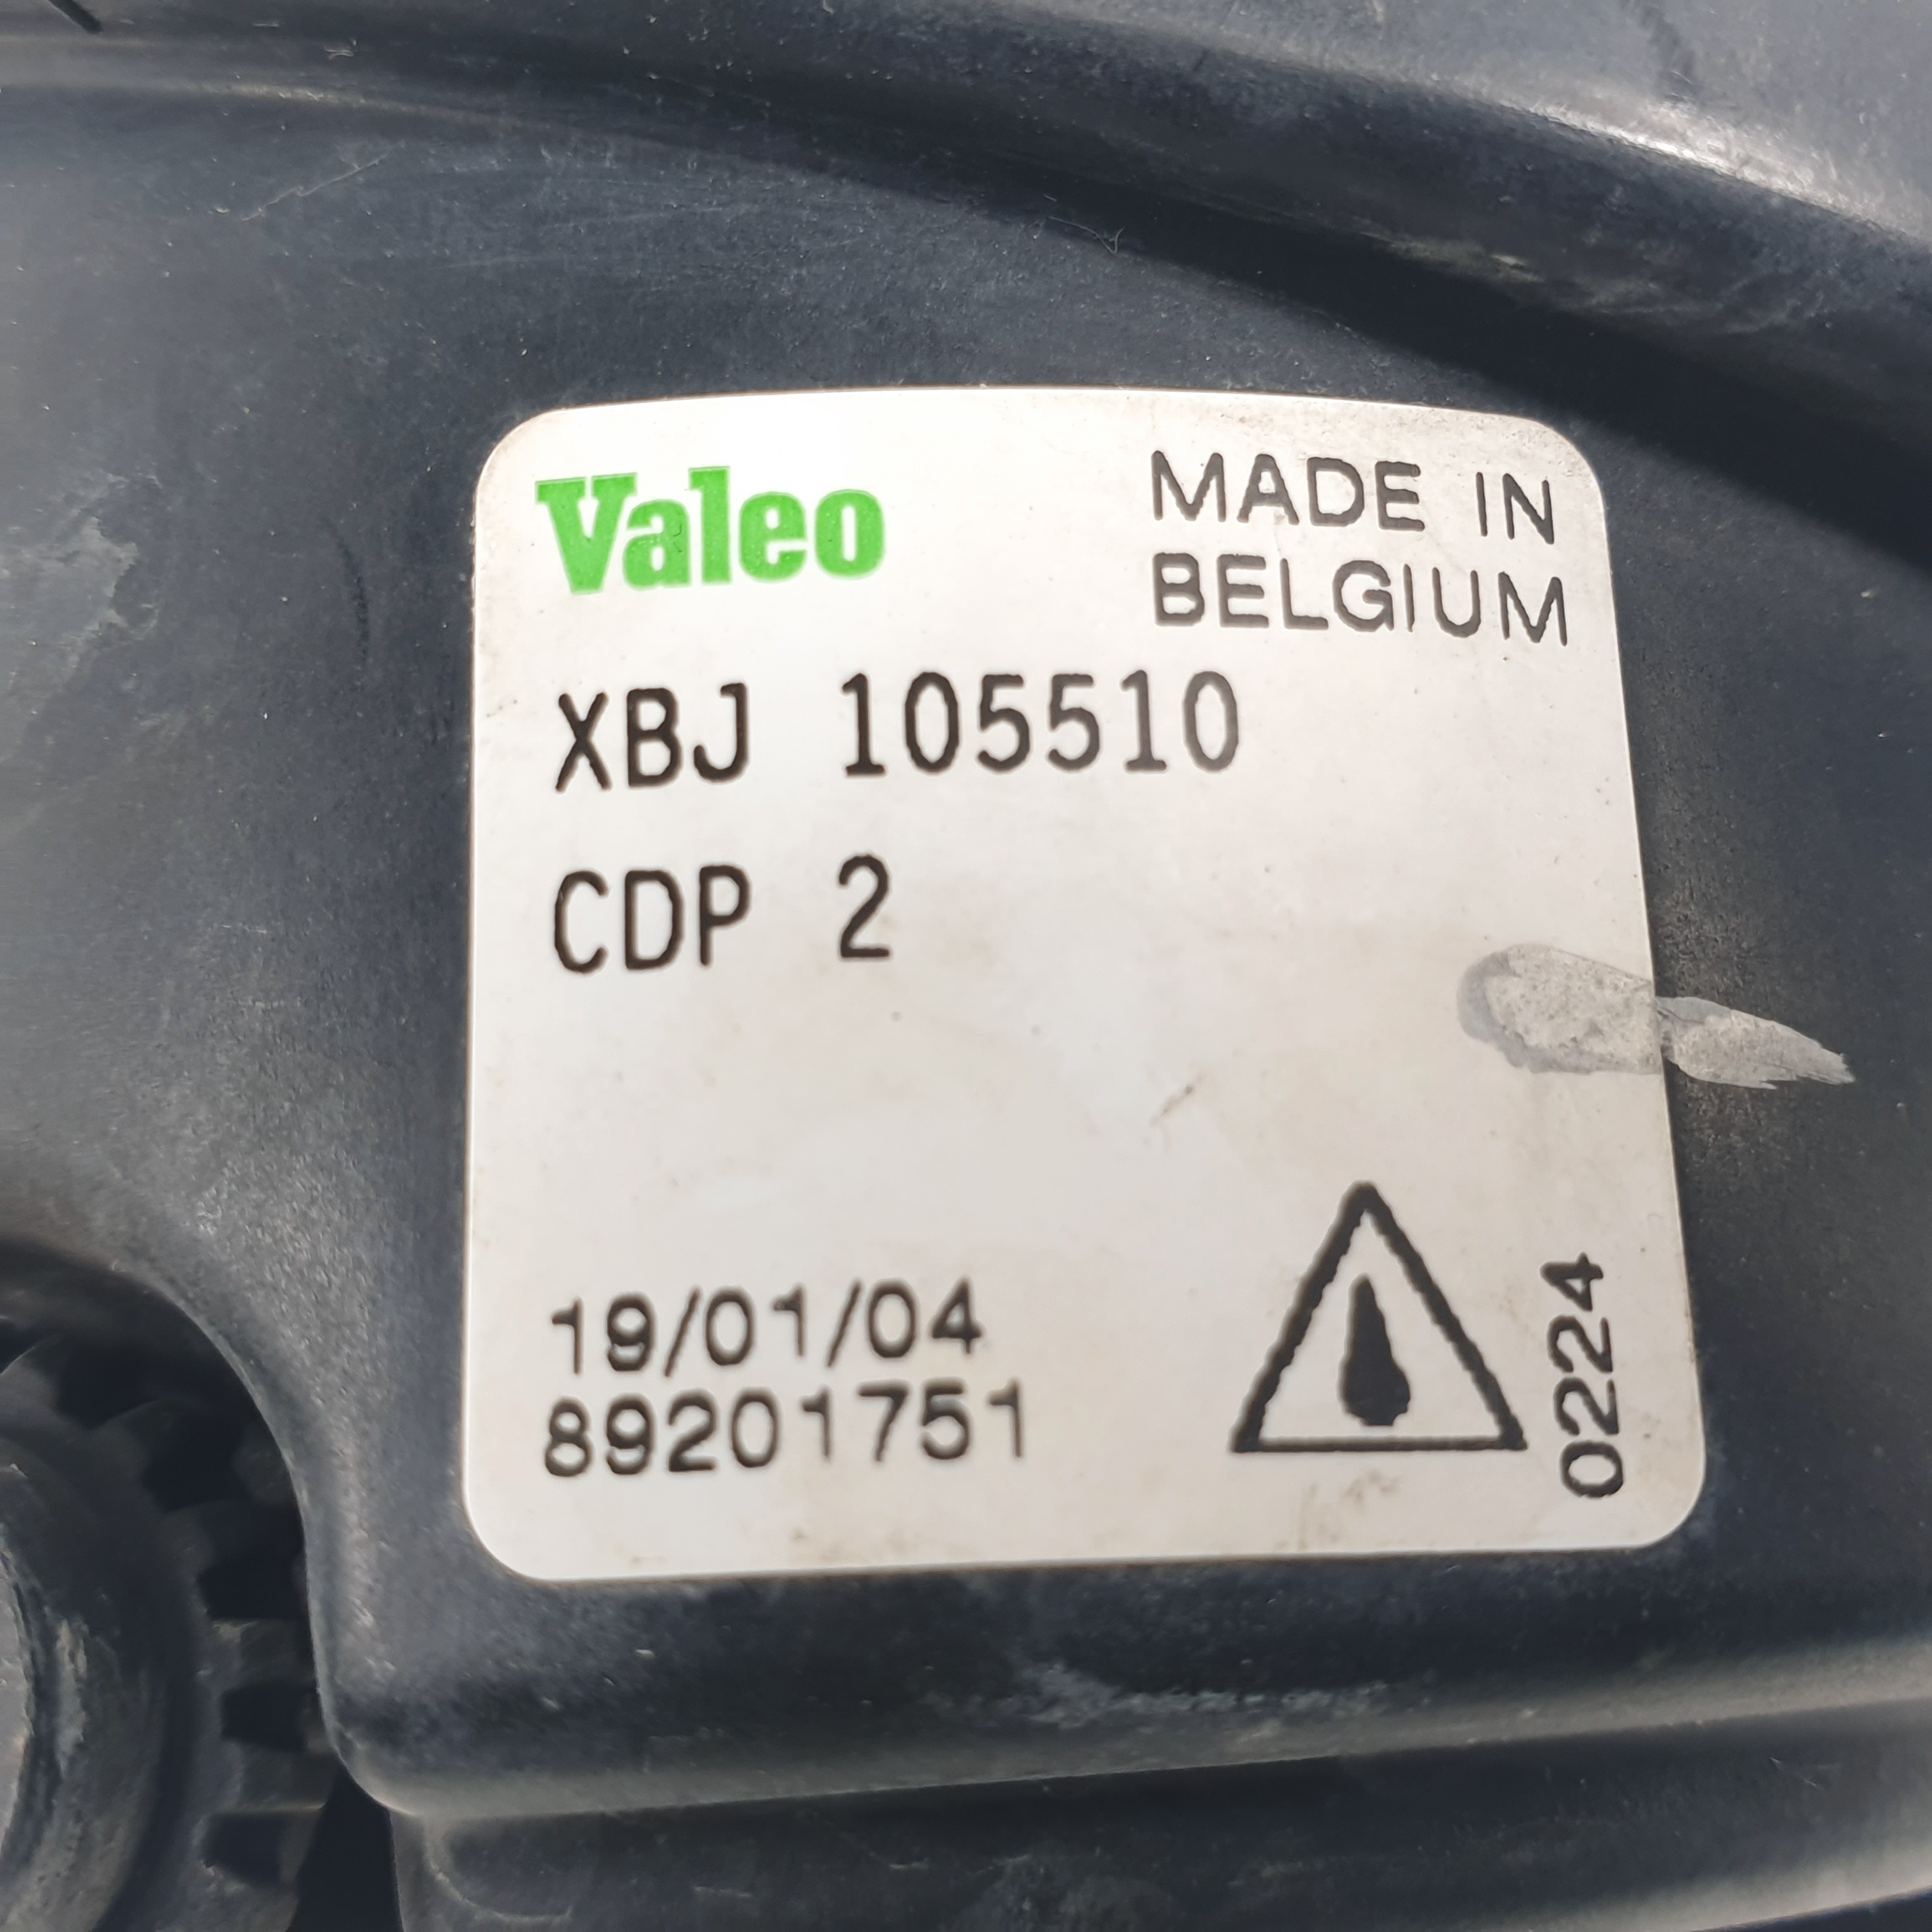 Valeo
MADE IN
BELGIUM
XBJ 105510
CDP 2
19/01/04
89201751
0224